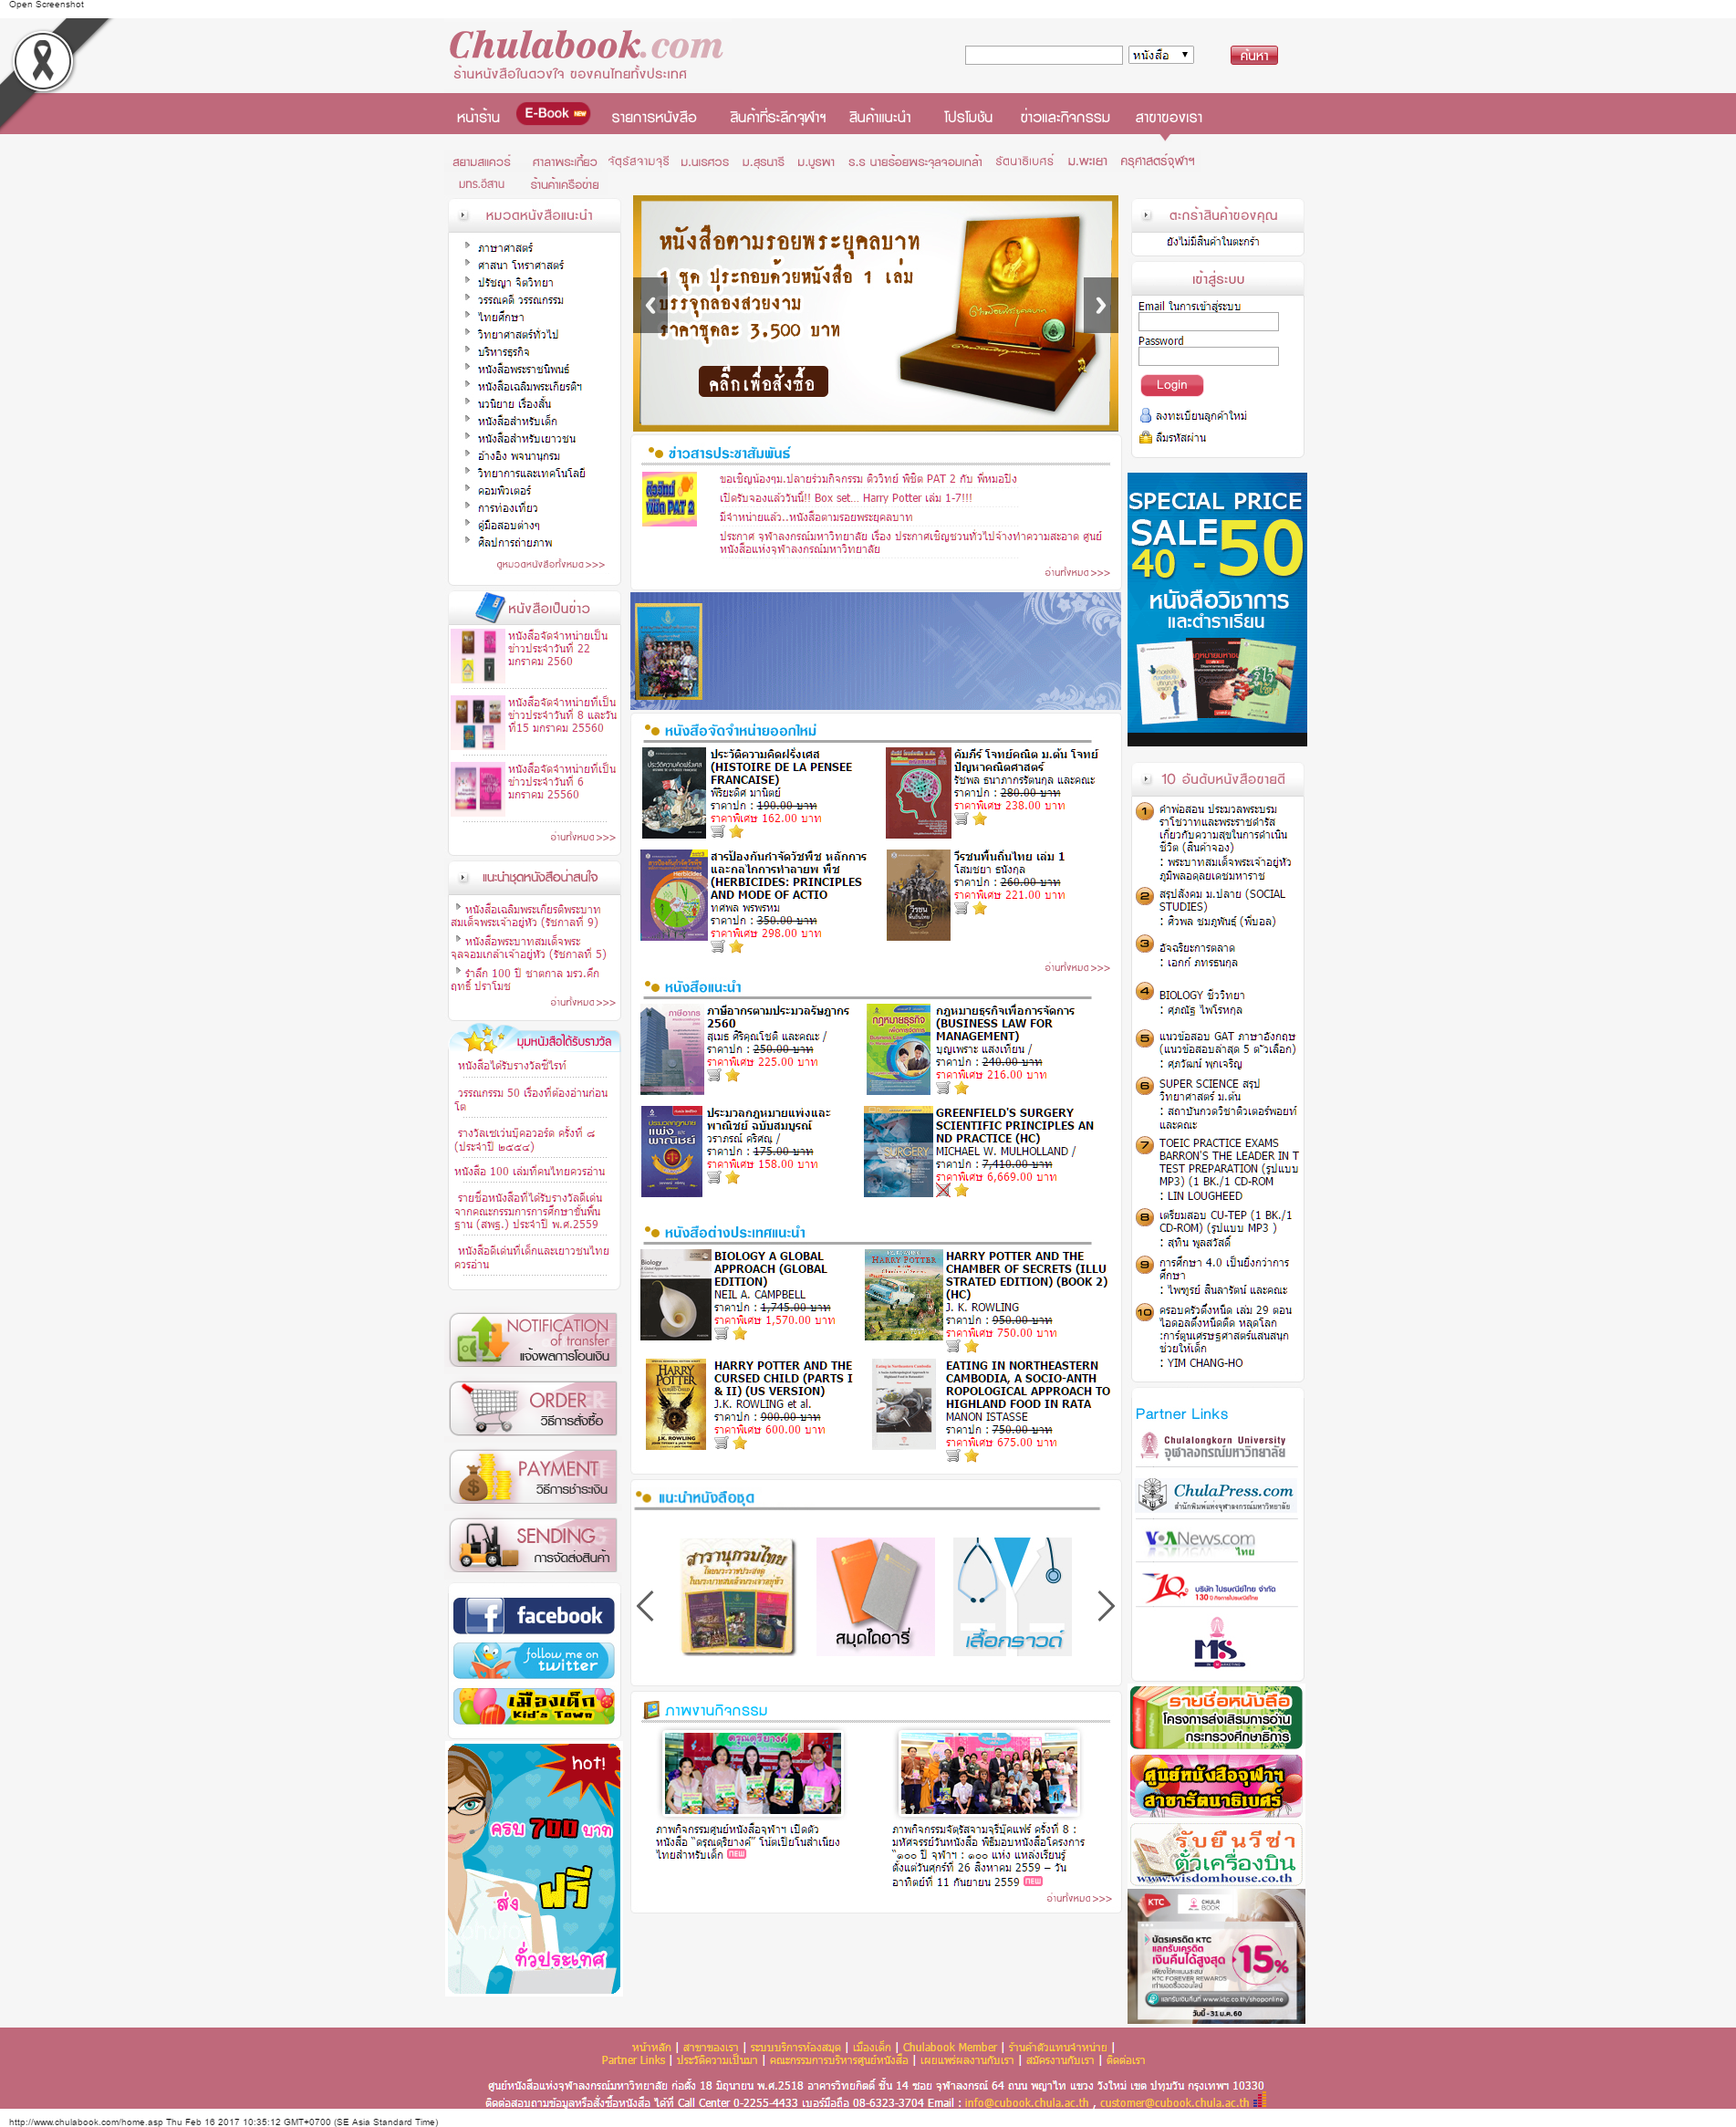 Open Screenshot
Chulabook.com
ร้านหนังสือในดวงใจ ของคนไทยทั้งประเทศ
หนังสือ
ค้นหา
หน้าร้าน
E-Book NEW
รายการหนังสือ
สินค้าที่ระลึกจุฬาฯ
สินค้าแนะนำ
โปรโมชัน
ข่าวและกิจกรรม
สาขาของเรา
สยามสแควร์
ศาลาพระเกี้ยว
จัตุรัสจามจุรี
ม.นเรศวร
ม.สุรนารี
ม.บูรพา
ร.ร นายร้อยพระจุลจอมเกล้า
รัตนาธิเบศร์
ม.พะเยา
ครุศาสตร์จุฬาฯ
มทร.อีสาน
ร้านค้าเครือข่าย
หมวดหนังสือแนะนำ
ภาษาศาสตร์
ศาสนา โหราศาสตร์
ปรัชญา จิตวิทยา
วรรณคดี วรรณกรรม
ไทยศึกษา
วิทยาศาสตร์ทั่วไป
บริหารธุรกิจ
หนังสือพระราชนิพนธ์
หนังสือเฉลิมพระเกียรติฯ
นวนิยาย เรื่องสั้น
หนังสือสำหรับเด็ก
หนังสือสำหรับเยาวชน
อ้างอิง พจนานุกรม
วิทยาการและเทคโนโลยี
คอมพิวเตอร์
การท่องเที่ยว
คู่มือสอบต่างๆ
ศิลปการถ่ายภาพ
ดูหมวดหนังสือทั้งหมด>>>
หนังสือเป็นข่าว
หนังสือจัดจำหน่ายเป็น
ข่าวประจำวันที่ 22
มกราคม 2560
หนังสือจัดจำหน่ายที่เป็น
ข่าวประจำวันที่ 8 และวัน
ที่15 มกราคม 25560
หนังสือจัดจำหน่ายที่เป็น
ข่าวประจำวันที่ 6
มกราคม 25560
อ่านทั้งหมด>>>
แนะนำชุดหนังสือน่าสนใจ
หนังสือเฉลิมพระเกียรติพระบาท
สมเด็จพระเจ้าอยู่หัว (รัชกาลที่ 9)
หนังสือพระบาทสมเด็จพระ
จุลจอมเกล้าเจ้าอยู่หัว (รัชกาลที่ 5)
รำลึก 100 ปี ชาตกาล มรว.คึก
ฤทธิ์ ปราโมช
อ่านทั้งหมด>>>
มุมหนังสือได้รับรางวัล
หนังสือได้รับรางวัลซีไรท์
วรรณกรรม 50 เรื่องที่ต้องอ่านก่อน
โต
รางวัลเซเว่นบุ๊คอวอร์ด ครั้งที่ ๘
(ประจำปี ๒๕๕๔)
หนังสือ 100 เล่มที่คนไทยควรอ่าน
รายชื่อหนังสือที่ได้รับรางวัลดีเด่น
จากคณะกรรมการการศึกษาขั้นพื้น
ฐาน (สพฐ.) ประจำปี พ.ศ.2559
หนังสือดีเด่นที่เด็กและเยาวชนไทย
ควรอ่าน
NOTIFICATION
of transfer
แจ้งผลการโอนเงิน
ORDER
วิธีการสั่งซื้อ
PAYMENT
วิธีการชำระเงิน
SENDING
การจัดส่งสินค้า
facebook
follow me on
twitter
เมืองเด็ก
Kid's Town
hot!
ครบ 700 บาท
ส่ง
ฟรี
ทั่วประเทศ
หนังสือตามรอยพระยุคลบาท
1 ชุด ประกอบด้วยหนังสือ 1 เล่ม
บรรจุกล่องสวยงาม
ราคาชุดละ 3,500 บาท
คลิ๊กเพื่อสั่งซื้อ
ข่าวสารประชาสัมพันธ์
ติววิทย์
พิชิต PAT 2
ขอเชิญน้องๆม.ปลายร่วมกิจกรรม ติววิทย์ พิชิต PAT 2 กับ พี่หมอปิง
เปิดรับจองแล้ววันนี้!! Box set... Harry Potter เล่ม 1-7!!!
มีจำหน่ายแล้ว..หนังสือตามรอยพระยุคลบาท
ประกาศ จุฬาลงกรณ์มหาวิทยาลัย เรื่อง ประกาศเชิญชวนทั่วไปจ้างทำความสะอาด ศูนย์
หนังสือแห่งจุฬาลงกรณ์มหาวิทยาลัย
อ่านทั้งหมด>>>
หนังสือจัดจำหน่ายออกใหม่
ประวัติความคิดฝรั่งเศส
(HISTOIRE DE LA PENSEE
FRANCAISE)
พิริยะดิศ มานิตย์
ราคาปก : 190.00 บาท
ราคาพิเศษ 162.00 บาท
คัมภีร์ โจทย์คณิต ม.ต้น โจทย์
ปัญหาคณิตศาสตร์
รัชพล ธนาภากรรัตนกุล และคณะ
ราคาปก : 280.00 บาท
ราคาพิเศษ 238.00 บาท
สารป้องกันกำจัดวัชพืช หลักการ
และกลไกการทำลายพ พืช
(HERBICIDES: PRINCIPLES
AND MODE OF ACTIO
ทศพล พรพรหม
ราคาปก : 350.00 บาท
ราคาพิเศษ 298.00 บาท
วีรชนพื้นถิ่นไทย เล่ม 1
โสมชยา ธนังกุล
ราคาปก : 260.00 บาท
ราคาพิเศษ 221.00 บาท
อ่านทั้งหมด>>>
หนังสือแนะนำ
ภาษีอากรตามประมวลรัษฎากร
2560
สุเมธ ศิริคุณโชติ และคณะ /
ราคาปก : 250.00 บาท
ราคาพิเศษ 225.00 บาท
กฎหมายธุรกิจเพื่อการจัดการ
(BUSINESS LAW FOR
MANAGEMENT)
บุญเพราะ แสงเทียน /
ราคาปก : 240.00 บาท
ราคาพิเศษ 216.00 บาท
ประมวลกฎหมายแพ่งและ
พาณิชย์ ฉบับสมบูรณ์
วราภรณ์ ศรีิศณุ /
ราคาปก : 175.00 บาท
ราคาพิเศษ 158.00 บาท
GREENFIELD'S SURGERY
SCIENTIFIC PRINCIPLES AN
ND PRACTICE (HC)
MICHAEL W. MULHOLLAND /
ราคาปก : 7,410.00 บาท
ราคาพิเศษ 6,669.00 บาท
หนังสือต่างประเทศแนะนำ
BIOLOGY A GLOBAL
APPROACH (GLOBAL
EDITION)
NEIL A. CAMPBELL
ราคาปก : 1,745.00 บาท
ราคาพิเศษ 1,570.00 บาท
HARRY POTTER AND THE
CHAMBER OF SECRETS (ILLU
STRATED EDITION) (BOOK 2)
(HC)
J. K. ROWLING
ราคาปก : 950.00 บาท
ราคาพิเศษ 750.00 บาท
HARRY POTTER AND THE
CURSED CHILD (PARTS I
& II) (US VERSION)
J.K. ROWLING et al.
ราคาปก : 900.00 บาท
ราคาพิเศษ 600.00 บาท
EATING IN NORTHEASTERN
CAMBODIA, A SOCIO-ANTH
ROPOLOGICAL APPROACH TO
HIGHLAND FOOD IN RATA
MANON ISTASSE
ราคาปก : 750.00 บาท
ราคาพิเศษ 675.00 บาท
แนะนำหนังสือชุด
สารานุกรมไทย
สมุดไดอารี่
เสื้อกราวด์
ภาพงานกิจกรรม
ภาพกิจกรรมศูนย์หนังสือจุฬาฯ เปิดตัว
หนังสือ "ดรุณดุริยางค์" โน้ตเปียโนสำเนียง
ไทยสำหรับเด็ก new
ภาพกิจกรรมจัตุรัสจามจุรีบุ๊คแฟร์ ครั้งที่ 8 :
มหัศจรรย์วันหนังสือ พิธีมอบหนังสือโครงการ
"๑๐๐ ปี จุฬาฯ : ๑๐๐ แห่ง แหล่งเรียนรู้
ตั้งแต่วันศุกร์ที่ 26 สิงหาคม 2559 – วัน
อาทิตย์ที่ 11 กันยายน 2559 new
อ่านทั้งหมด>>>
ตะกร้าสินค้าของคุณ
ยังไม่มีสินค้าในตะกร้า
เข้าสู่ระบบ
Email ในการเข้าสู่ระบบ
Password
Login
ลงทะเบียนลูกค้าใหม่
ลืมรหัสผ่าน
SPECIAL PRICE
SALE 50
40 -
หนังสือวิชาการ
และตำราเรียน
10 อันดับหนังสือขายดี
1 คำพ่อสอน ประมวลพระบรม
ราโชวาทและพระราชดำรัส
เกี่ยวกับความสุขในการดำเนิน
ชีวิต (สินค้าจอง)
: พระบาทสมเด็จพระเจ้าอยู่หัว
ภูมิพลอดุลยเดชมหาราช
2 สรุปสังคม ม.ปลาย (SOCIAL
STUDIES)
: ศิวพล ชมภูพันธุ์ (พี่บอล)
3 อัจฉริยะการตลาด
: เอกก์ ภทรธนกุล
4 BIOLOGY ชีววิทยา
: ศุภณัฐ ไพโรหกุล
5 แนวข้อสอบ GAT ภาษาอังกฤษ
(แนวข้อสอบล่าสุด 5 ตัวเลือก)
: ศุภวัฒน์ พุกเจริญ
6 SUPER SCIENCE สรุป
วิทยาศาสตร์ ม.ต้น
: สถาบันกวดวิชาติวเตอร์พอยท์
และคณะ
7 TOEIC PRACTICE EXAMS
BARRON'S THE LEADER IN T
TEST PREPARATION (รูปแบบ
MP3) (1 BK./1 CD-ROM
: LIN LOUGHEED
8 เตรียมสอบ CU-TEP (1 BK./1
CD-ROM) (รูปแบบ MP3 )
: สุทิน พูลสวัสดิ์
9 การศึกษา 4.0 เป็นยิ่งกว่าการ
ศึกษา
: ไพฑูรย์ สินลารัตน์ และคณะ
10 ครอบครัวตึ๋งหนืด เล่ม 29 ตอน
ไอดอลตึ๋งหนืดตืด หลุดโลก
:การ์ตูนเศรษฐศาสตร์แสนสนุก
ช่วยให้เด็ก
: YIM CHANG-HO
Partner Links
Chulalongkorn University
จุฬาลงกรณ์มหาวิทยาลัย
ChulaPress.com
สำนักพิมพ์แห่งจุฬาลงกรณ์มหาวิทยาลัย
VOANews.com
ไทย
บริษัท ไปรษณีย์ไทย จำกัด
MS
รายชื่อหนังสือ
โครงการส่งเสริมการอ่าน
กระทรวงศึกษาธิการ
ศูนย์หนังสือจุฬาฯ
สาขารัตนาธิเบศร์
รับยื่นวีซ่า
ตั๋วเครื่องบิน
www.wisdomhouse.co.th
KTC
CHULA BOOK
บัตรเครดิต KTC
แลกรับเครดิต
เงินคืนได้สูงสุด 15%
วันนี้ - 31 ม.ค. 60
หน้าหลัก | สาขาของเรา | ระบบบริการห้องสมุด | เมืองเด็ก | Chulabook Member | ร้านค้าตัวแทนจำหน่าย |
Partner Links | ประวัติความเป็นมา | คณะกรรมการบริหารศูนย์หนังสือ | เผยแพร่ผลงานกับเรา | สมัครงานกับเรา | ติดต่อเรา
ศูนย์หนังสือแห่งจุฬาลงกรณ์มหาวิทยาลัย ก่อตั้ง 18 มิถุนายน พ.ศ.2518 อาคารวิทยกิตติ์ ชั้น 14 ซอย จุฬาลงกรณ์ 64 ถนน พญาไท แขวง วังใหม่ เขต ปทุมวัน กรุงเทพฯ 10330
ติดต่อสอบถามข้อมูลหรือสั่งซื้อหนังสือ ได้ที่ Call Center 0-2255-4433 เบอร์มือถือ 08-6323-3704 Email : info@cubook.chula.ac.th , customer@cubook.chula.ac.th
http://www.chulabook.com/home.asp Thu Feb 16 2017 10:35:12 GMT+0700 (SE Asia Standard Time)